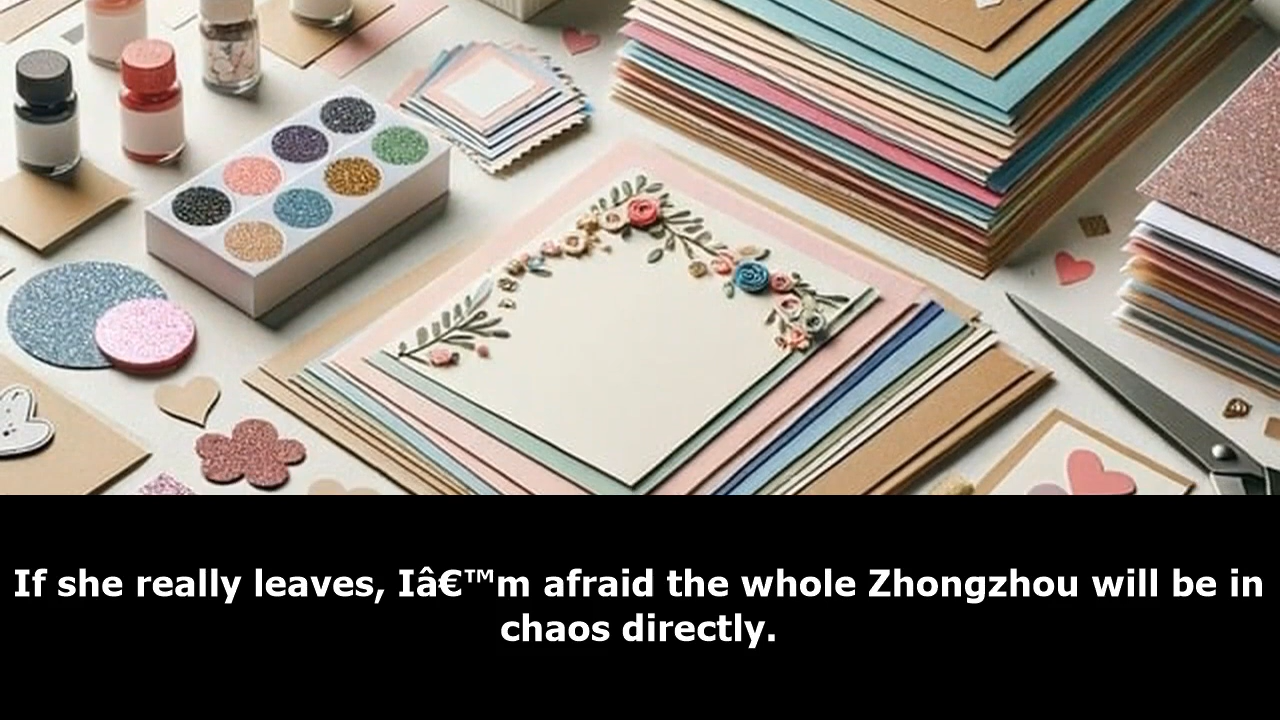 If she really leaves, Iâ€™m afraid the whole Zhongzhou will be in
chaos directly.